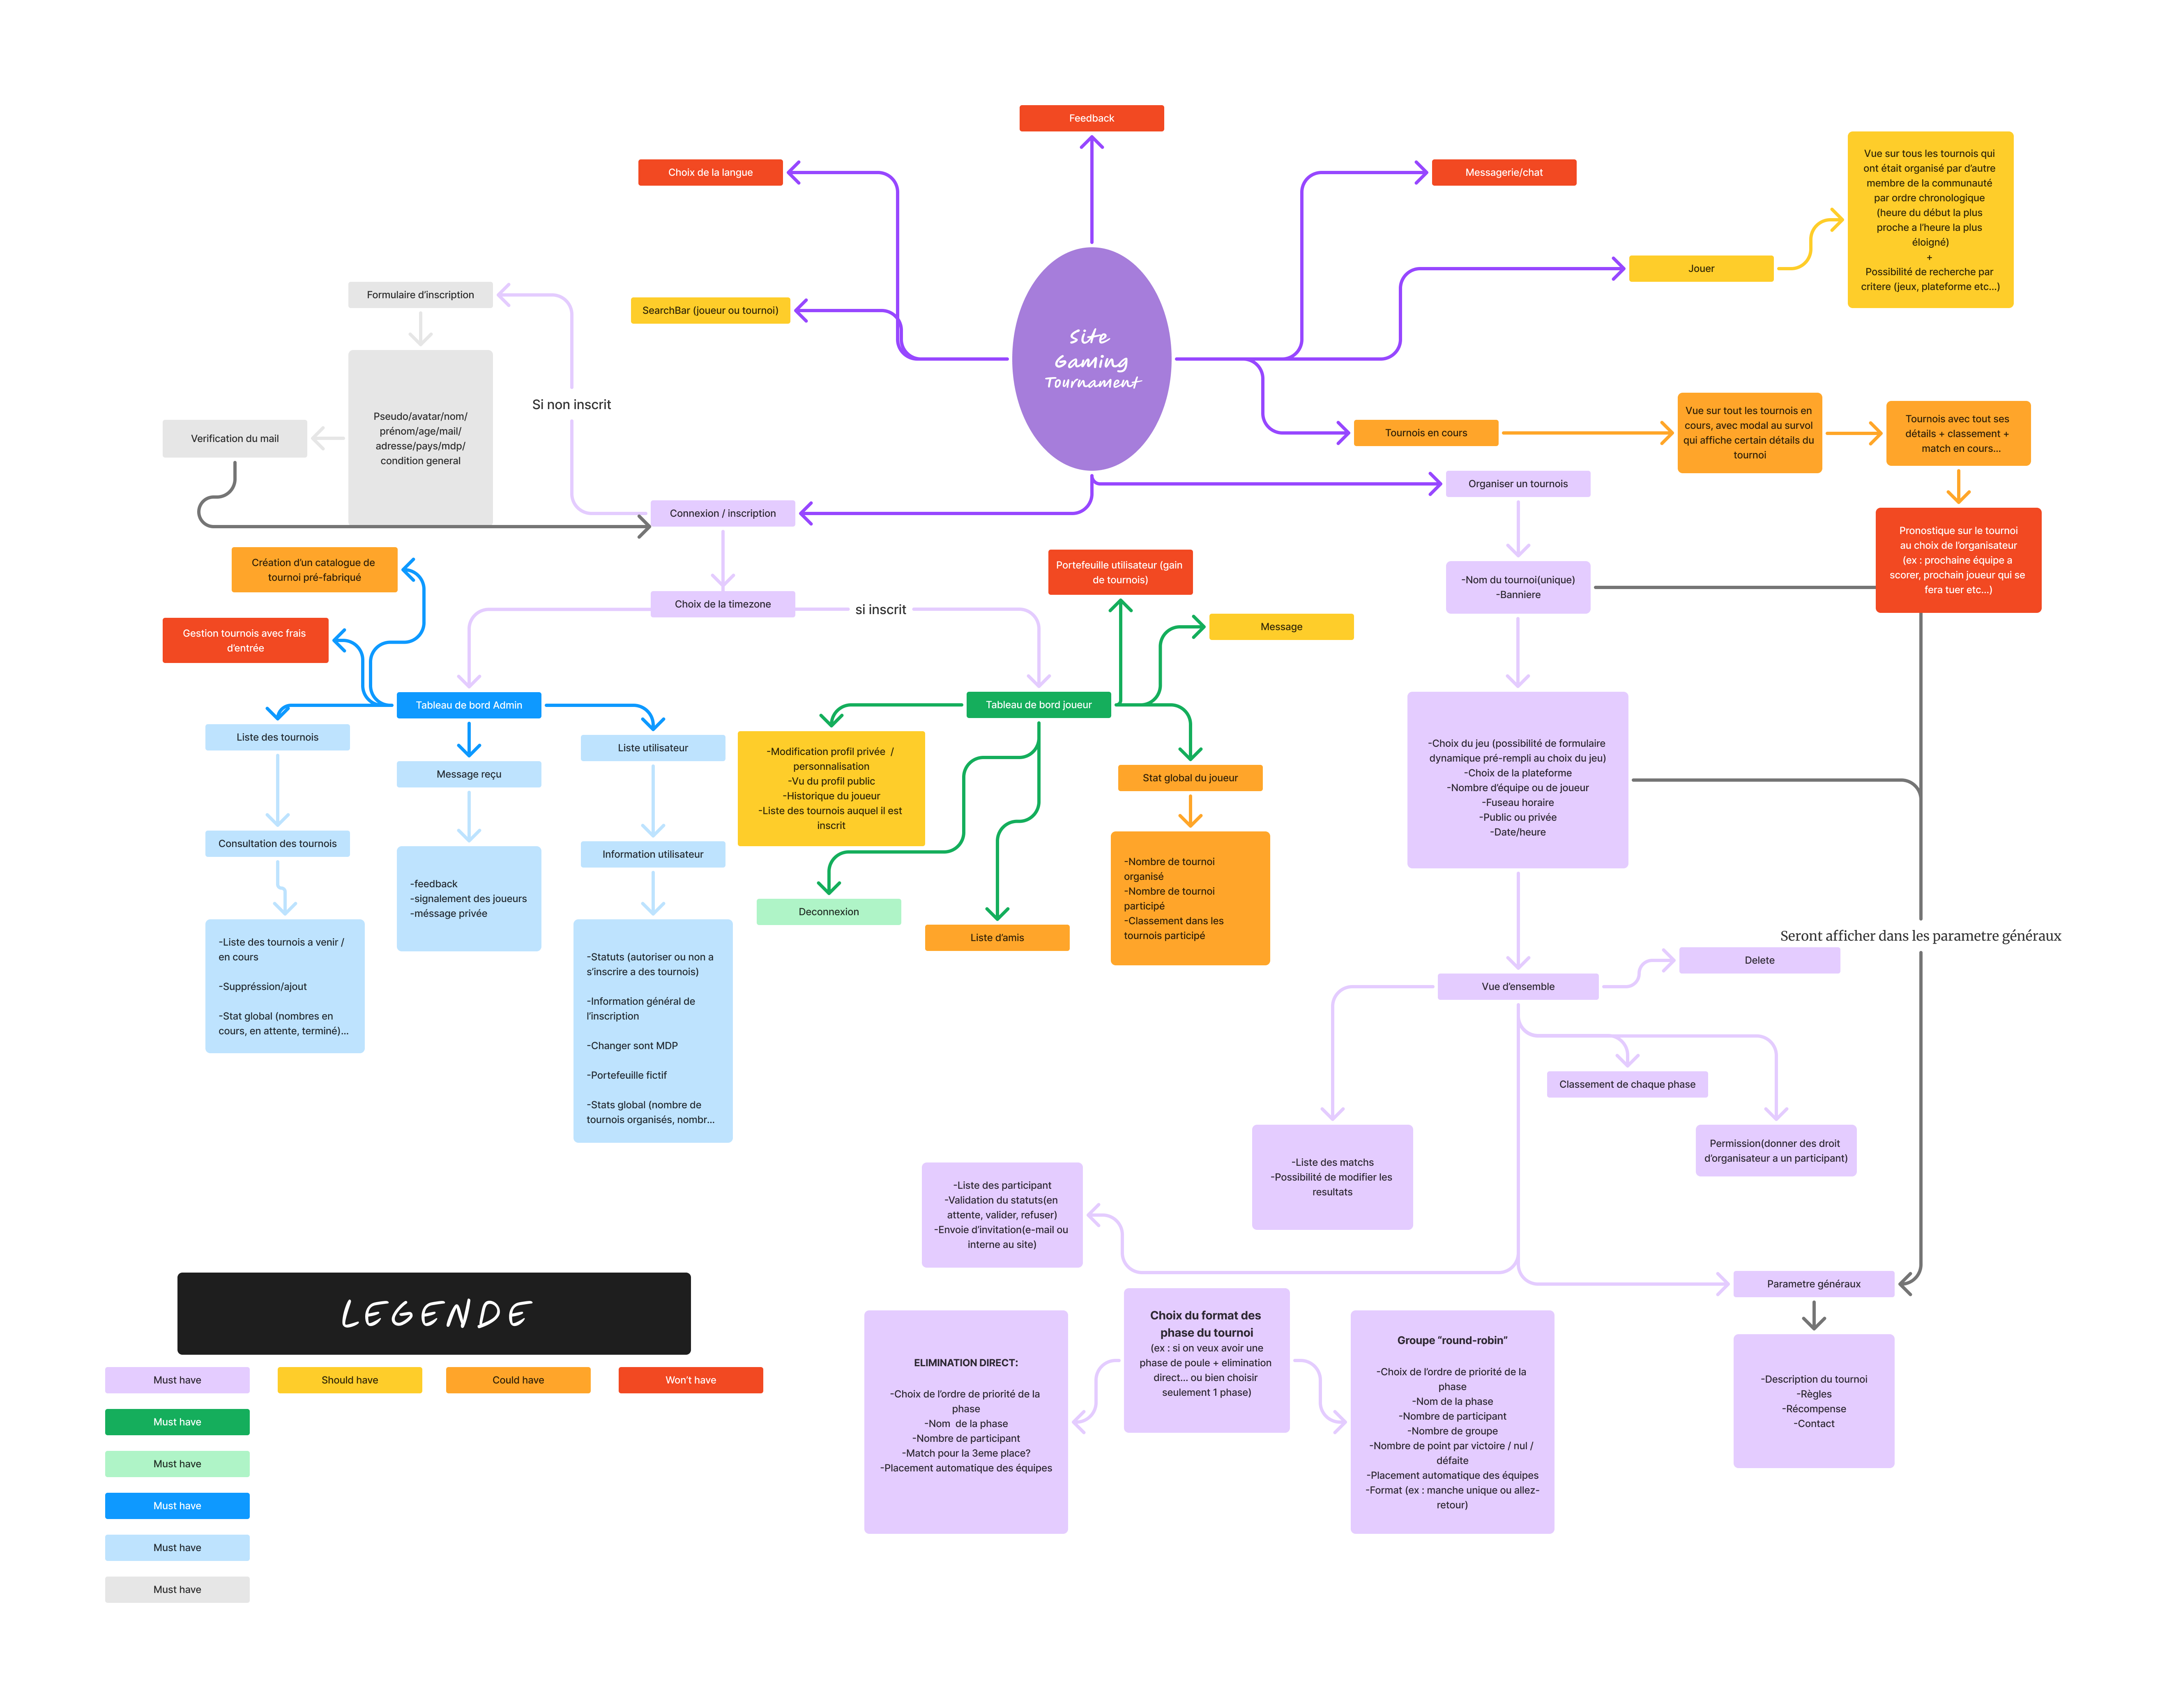 Feedback
Choix de la langue
Messagerie/chat
Vue sur tous les tournois qui
ont était organisé par d'autre
membre de la communauté
par ordre chronologique
(heure du début la plus
proche a l'heure la plus
éloigné)
+
Possibilité de recherche par
critere (jeux, plateforme etc...)
Jouer
Formulaire d'inscription
SearchBar (joueur ou tournoi)
Site
Gaming
Tournament
Si non inscrit
Pseudo/avatar/nom/
prénom/age/mail/
adresse/pays/mdp/
condition general
Verification du mail
Tournois en cours
Vue sur tout les tournois en
cours, avec modal au survol
qui affiche certain détails du
tournoi
Tournois avec tout ses
détails + classement +
match en cours...
Organiser un tournois
Connexion / inscription
Pronostique sur le tournoi
au choix de l'organisateur
(ex : prochaine équipe a
scorer, prochain joueur qui se
fera tuer etc...)
Création d'un catalogue de
tournoi pré-fabriqué
Portefeuille utilisateur (gain
de tournois)
-Nom du tournoi(unique)
-Banniere
Choix de la timezone
si inscrit
Message
Gestion tournois avec frais
d'entrée
Tableau de bord Admin
Tableau de bord joueur
Liste des tournois
Liste utilisateur
Message reçu
-Modification profil privée  /
personnalisation
-Vu du profil public
-Historique du joueur
-Liste des tournois auquel il est
inscrit
Stat global du joueur
-Choix du jeu (possibilité de formulaire
dynamique pré-rempli au choix du jeu)
-Choix de la plateforme
-Nombre d'équipe ou de joueur
-Fuseau horaire
-Public ou privée
-Date/heure
Consultation des tournois
Information utilisateur
-feedback
-signalement des joueurs
-méssage privée
-Nombre de tournoi
organisé
-Nombre de tournoi
participé
-Classement dans les
tournois participé
Deconnexion
Liste d'amis
-Liste des tournois a venir /
en cours
-Suppréssion/ajout
-Stat global (nombres en
cours, en attente, terminé)...
-Statuts (autoriser ou non a
s'inscrire a des tournois)
-Information général de
l'inscription
-Changer sont MDP
-Portefeuille fictif
-Stats global (nombre de
tournois organisés, nombr...
Seront afficher dans les parametre généraux
Delete
Vue d'ensemble
Classement de chaque phase
Permission(donner des droit
d'organisateur a un participant)
-Liste des matchs
-Possibilité de modifier les
resultats
-Liste des participant
-Validation du statuts(en
attente, valider, refuser)
-Envoie d'invitation(e-mail ou
interne au site)
Parametre généraux
-Description du tournoi
-Règles
-Récompense
-Contact
Choix du format des
phase du tournoi
(ex : si on veux avoir une
phase de poule + elimination
direct... ou bien choisir
seulement 1 phase)
ELIMINATION DIRECT:
-Choix de l'ordre de priorité de la
phase
-Nom  de la phase
-Nombre de participant
-Match pour la 3eme place?
-Placement automatique des équipes
Groupe "round-robin"
-Choix de l'ordre de priorité de la
phase
-Nom de la phase
-Nombre de participant
-Nombre de groupe
-Nombre de point par victoire / nul /
défaite
-Placement automatique des équipes
-Format (ex : manche unique ou allez-
retour)
LEGENDE
Must have
Should have
Could have
Won't have
Must have
Must have
Must have
Must have
Must have